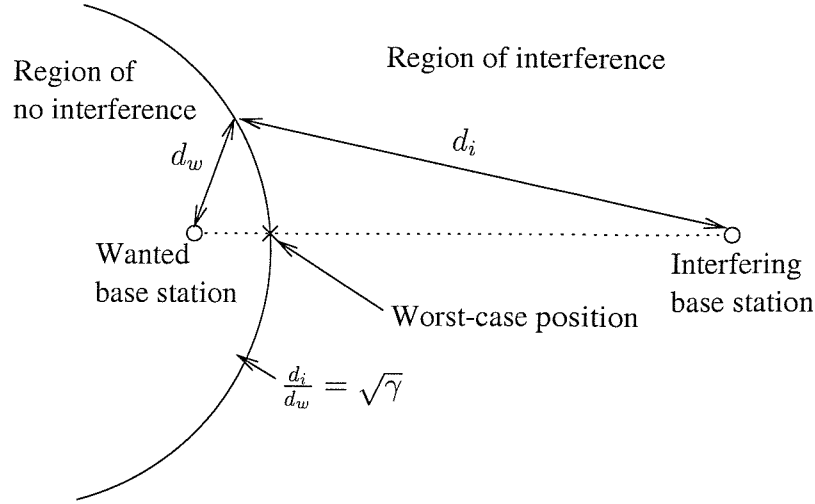 Region of
no interference
Region of interference
d_w
d_i
Wanted
base station
Interfering
base station
Worst-case position
d_i/d_w = √γ